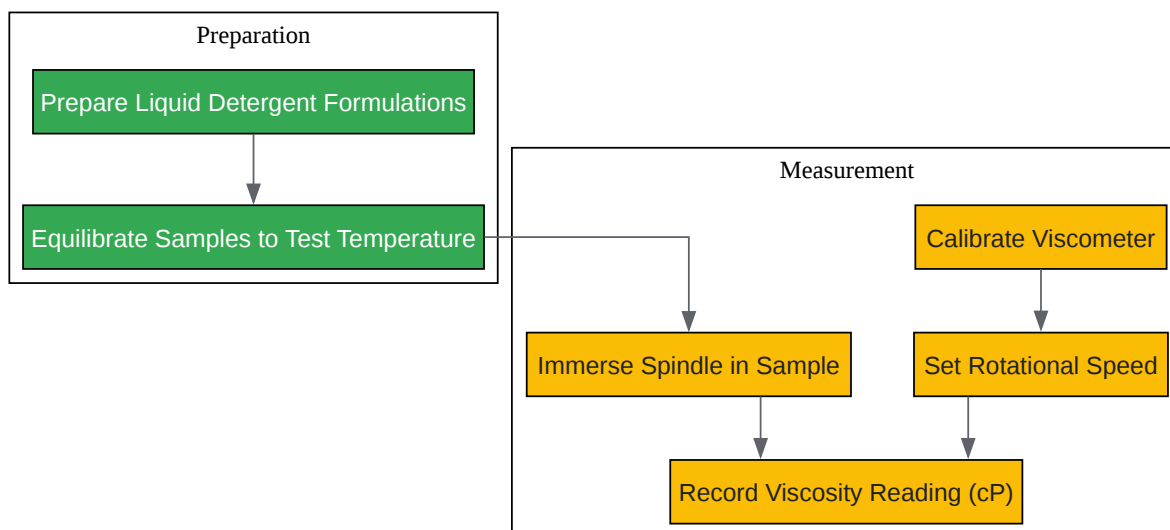 Preparation
Prepare Liquid Detergent Formulations
Equilibrate Samples to Test Temperature
Measurement
Calibrate Viscometer
Immerse Spindle in Sample
Set Rotational Speed
Record Viscosity Reading (cP)